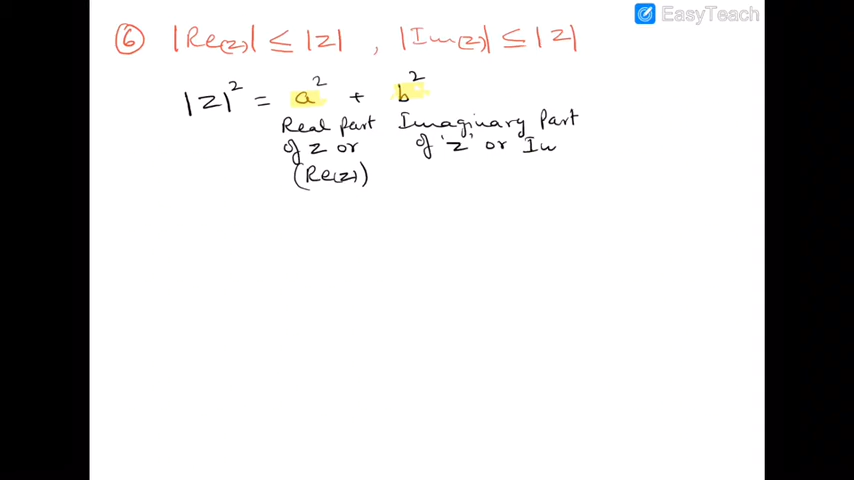 EasyTeach
⑥ |Re(z)| ≤ |z| , |Im(z)| ≤ |z|
|z|² = a² + b²
Real part Imaginary Part
of z or of 'z' or Im
(Re(z))